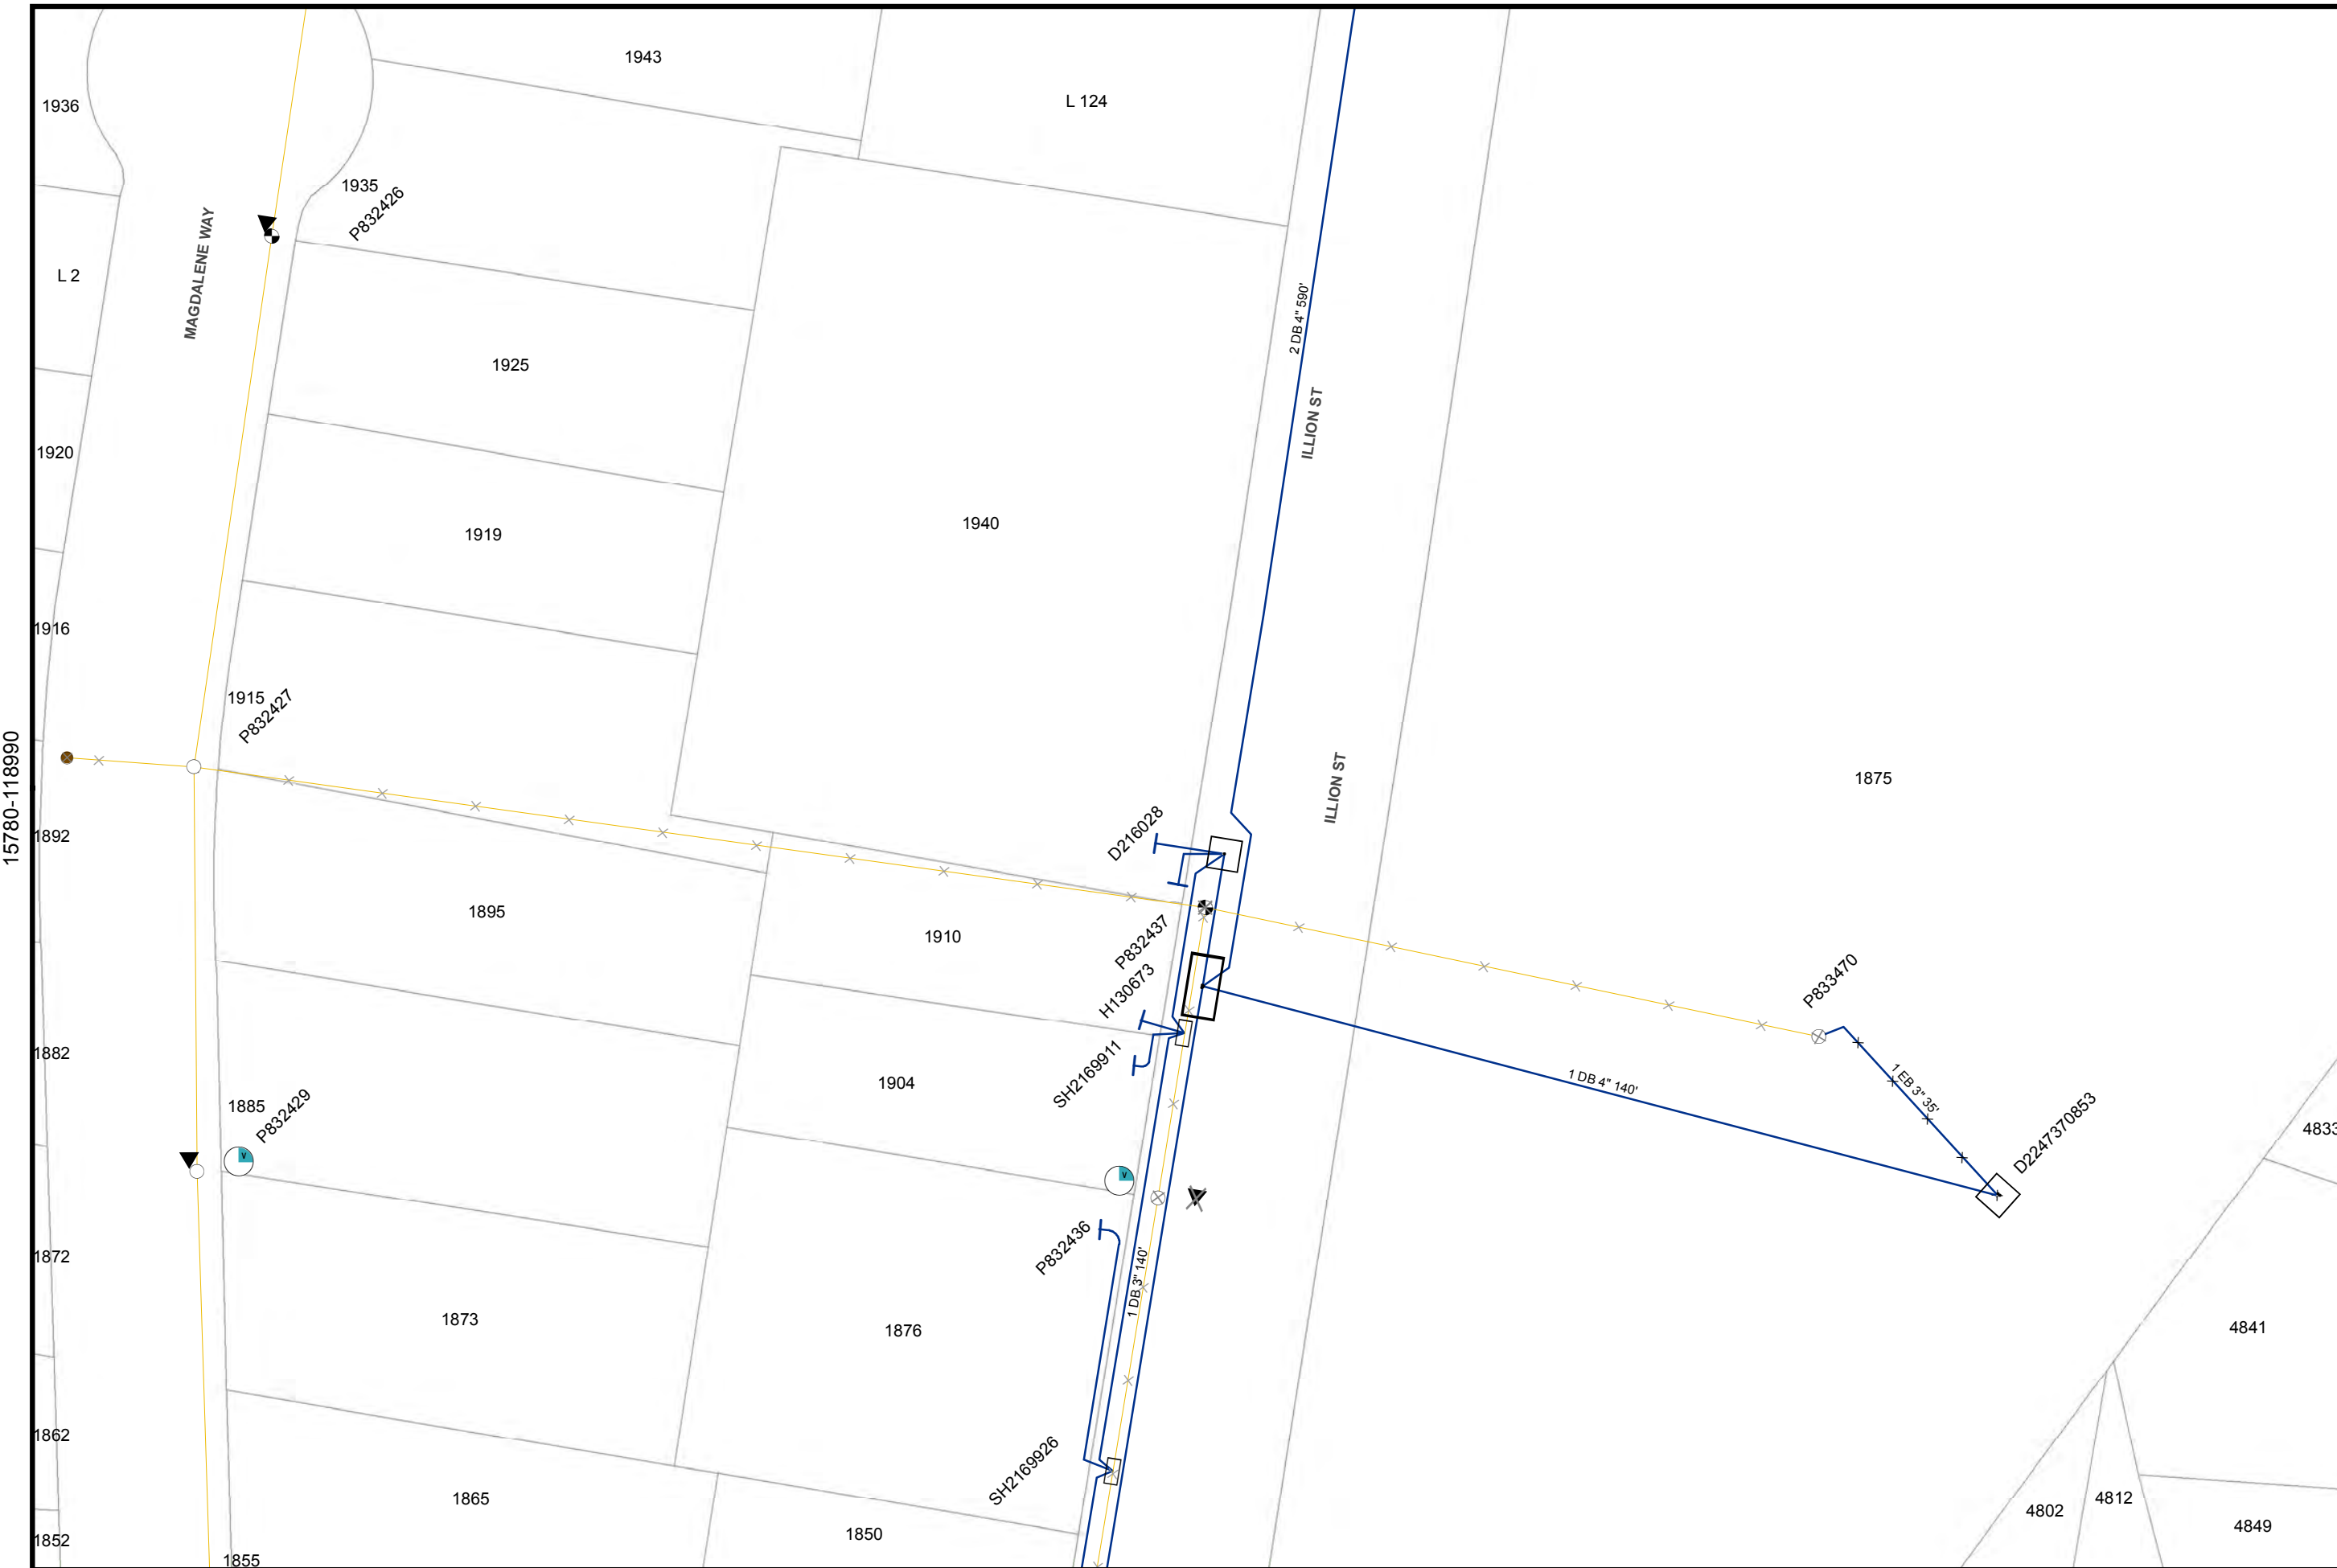 1943
L 124
1936
1935
P832426
MAGDALENE WAY
L 2
2 DB 4" 590'
1925
ILLION ST
1920
1940
1919
1916
1915
P832427
15780-118990
ILLION ST
1875
1892
D216028
1895
1910
P832437
P833470
H130673
1882
SH2169911
1904
1 DB 4" 140'
1 EB 3" 35'
1885
P832429
D2247370853
4833
V
V
P832436
1872
1 DB 3" 140'
1873
1876
4841
1862
SH2169926
1865
4802
4812
4849
1850
1852
1855